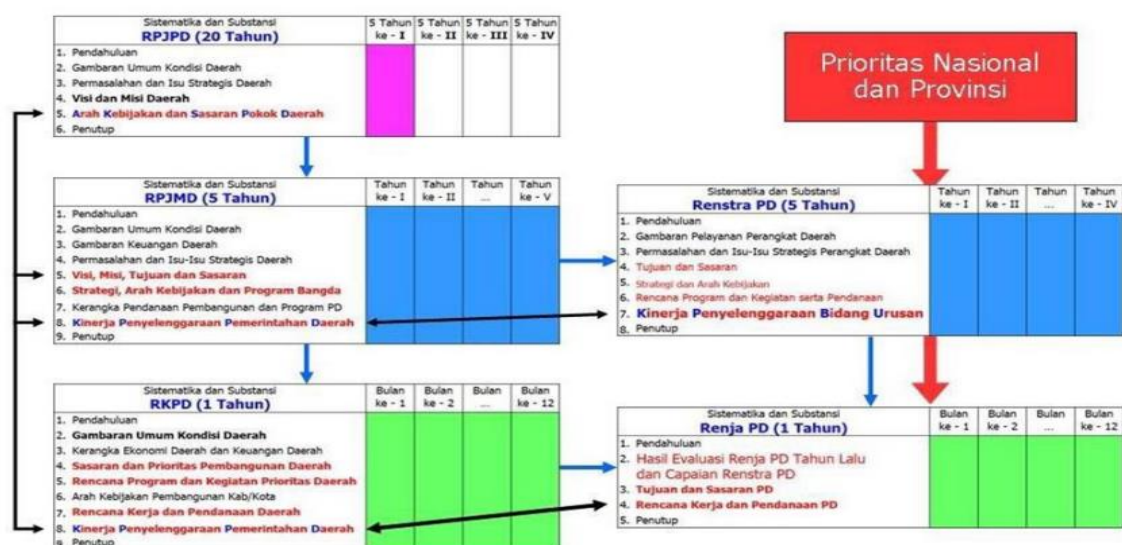 Sistematika dan Substansi
RPJPD (20 Tahun)
5 Tahun ke - I
5 Tahun ke - II
5 Tahun ke - III
5 Tahun ke - IV
1. Pendahuluan
2. Gambaran Umum Kondisi Daerah
3. Permasalahan dan Isu Strategis Daerah
4. Visi dan Misi Daerah
5. Arah Kebijakan dan Sasaran Pokok Daerah
6. Penutup
Prioritas Nasional
dan Provinsi
Sistematika dan Substansi
RPJMD (5 Tahun)
Tahun ke - I
Tahun ke - II
Tahun ...
Tahun ke - V
1. Pendahuluan
2. Gambaran Umum Kondisi Daerah
3. Gambaran Keuangan Daerah
4. Permasalahan dan Isu-Isu Strategis Daerah
5. Visi, Misi, Tujuan dan Sasaran
6. Strategi, Arah Kebijakan dan Program Bangda
7. Kerangka Pendanaan Pembangunan dan Program PD
8. Kinerja Penyelenggaraan Pemerintahan Daerah
9. Penutup
Sistematika dan Substansi
Renstra PD (5 Tahun)
Tahun ke - I
Tahun ke - II
Tahun ...
Tahun ke - IV
1. Pendahuluan
2. Gambaran Pelayanan Perangkat Daerah
3. Permasalahan dan Isu-Isu Strategis Perangkat Daerah
4. Tujuan dan Sasaran
5. Strategi dan Arah Kebijakan
6. Rencana Program dan Kegiatan serta Pendanaan
7. Kinerja Penyelenggaraan Bidang Urusan
8. Penutup
Sistematika dan Substansi
RKPD (1 Tahun)
Bulan ke - 1
Bulan ke - 2
Bulan ...
Bulan ke - 12
1. Pendahuluan
2. Gambaran Umum Kondisi Daerah
3. Kerangka Ekonomi Daerah dan Keuangan Daerah
4. Sasaran dan Prioritas Pembangunan Daerah
5. Rencana Program dan Kegiatan Prioritas Daerah
6. Arah Kebijakan Pembangunan Kab/Kota
7. Rencana Kerja dan Pendanaan Daerah
8. Kinerja Penyelenggaraan Pemerintahan Daerah
9. Penutup
Sistematika dan Substansi
Renja PD (1 Tahun)
Bulan ke - 1
Bulan ke - 2
Bulan ...
Bulan ke - 12
1. Pendahuluan
2. Hasil Evaluasi Renja PD Tahun Lalu
dan Capaian Renstra PD
3. Tujuan dan Sasaran PD
4. Rencana Kerja dan Pendanaan PD
5. Penutup